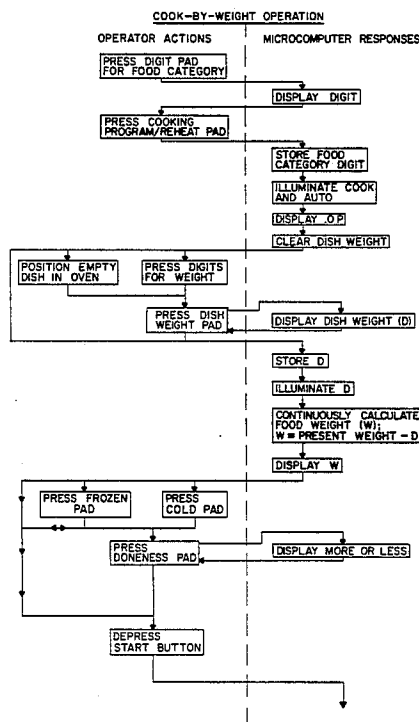 COOK-BY-WEIGHT OPERATION
OPERATOR ACTIONS
MICROCOMPUTER RESPONSES
PRESS DIGIT PAD
FOR FOOD CATEGORY
DISPLAY DIGIT
PRESS COOKING
PROGRAM/REHEAT PAD
STORE FOOD
CATEGORY DIGIT
ILLUMINATE COOK
AND AUTO
DISPLAY .O P
CLEAR DISH WEIGHT
POSITION EMPTY
DISH IN OVEN
PRESS DIGITS
FOR WEIGHT
PRESS DISH
WEIGHT PAD
DISPLAY DISH WEIGHT (D)
STORE D
ILLUMINATE D
CONTINUOUSLY CALCULATE
FOOD WEIGHT (W);
W = PRESENT WEIGHT - D
DISPLAY W
PRESS FROZEN
PAD
PRESS
COLD PAD
PRESS
DONENESS PAD
DISPLAY MORE OR LESS
DEPRESS
START BUTTON